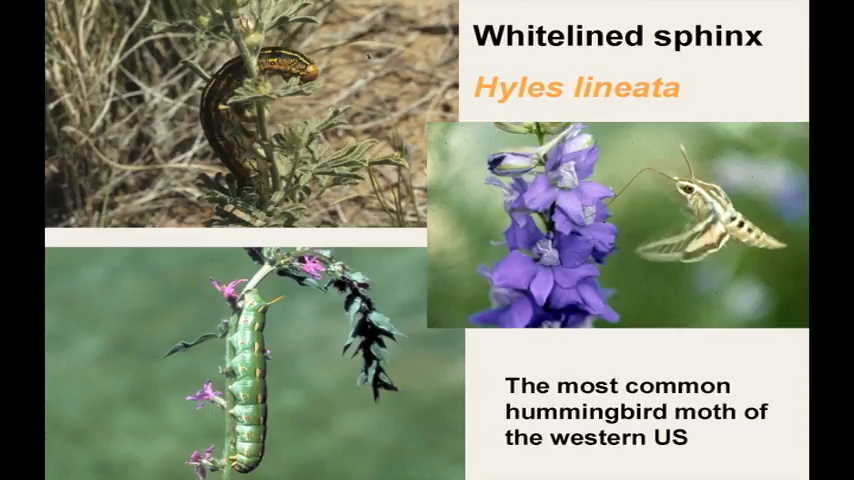 Whitelined sphinx
Hyles lineata
The most common
hummingbird moth of
the western US